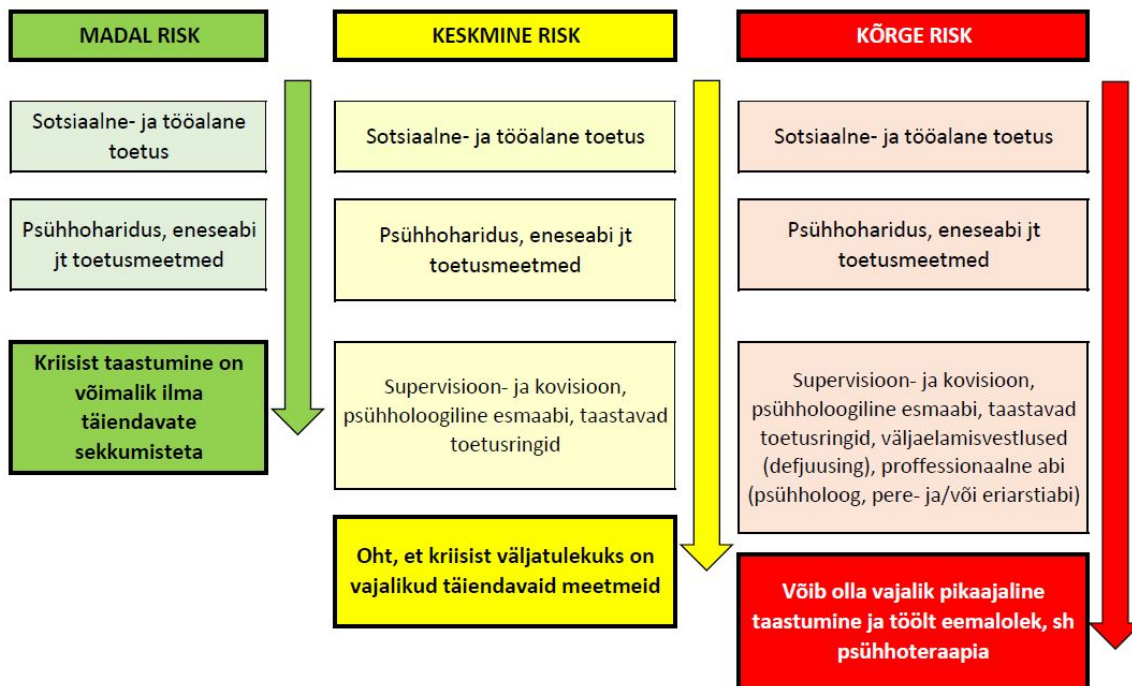 MADAL RISK
Sotsiaalne- ja tööalane
toetus
Psühhoharidus, eneseabi
jt toetusmeetmed
Kriisist taastumine on
võimalik ilma
täiendavate
sekkumisteta
KESKMINE RISK
Sotsiaalne- ja tööalane toetus
Psühhoharidus, eneseabi jt
toetusmeetmed
Supervisioon- ja kovisioon,
psühholoogiline esmaabi, taastavad
toetusringid
Oht, et kriisist väljatulekuks on
vajalikud täiendavaid meetmeid
KÕRGE RISK
Sotsiaalne- ja tööalane toetus
Psühhoharidus, eneseabi jt
toetusmeetmed
Supervisioon- ja kovisioon,
psühholoogiline esmaabi, taastavad
toetusringid, väljaelamisvestlused
(defjuusing), proffessionaalne abi
(psühholoog, pere- ja/või eriarstiabi)
Võib olla vajalik pikaajaline
taastumine ja töölt eemalolek, sh
psühhoteraapia